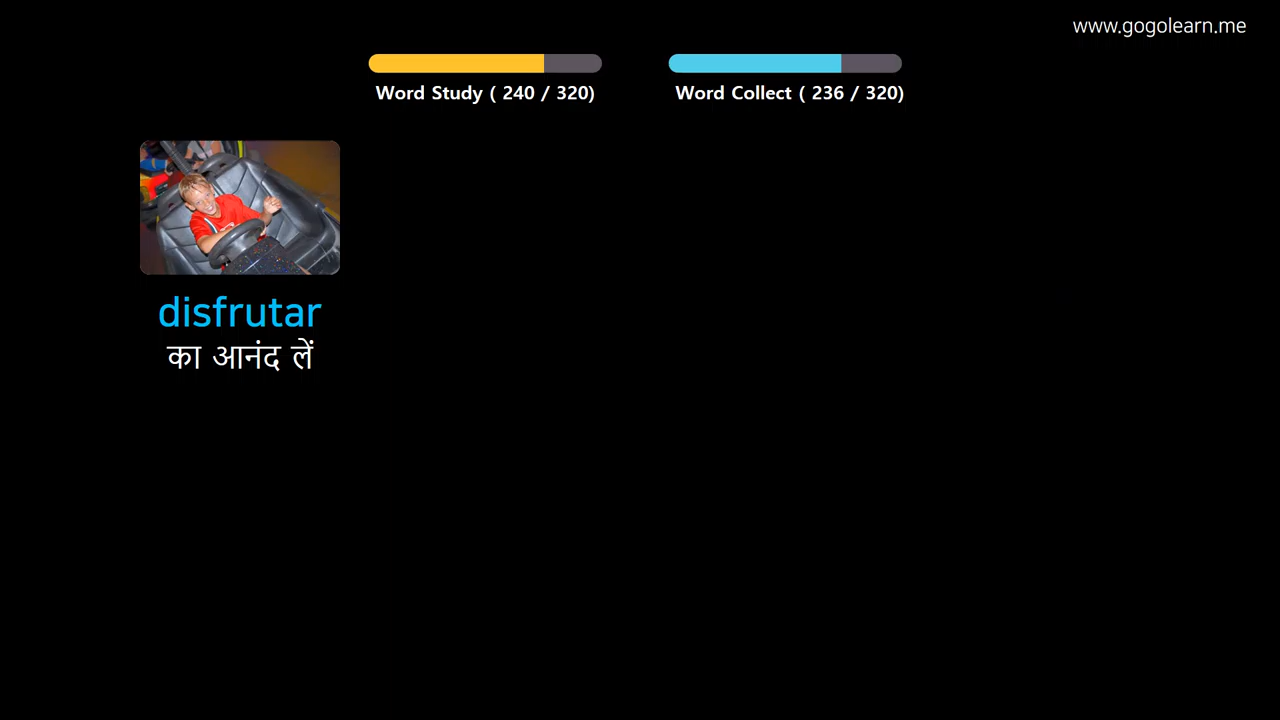 www.gogolearn.me
Word Study ( 240 / 320)
Word Collect ( 236 / 320)
disfrutar
का आनंद लें